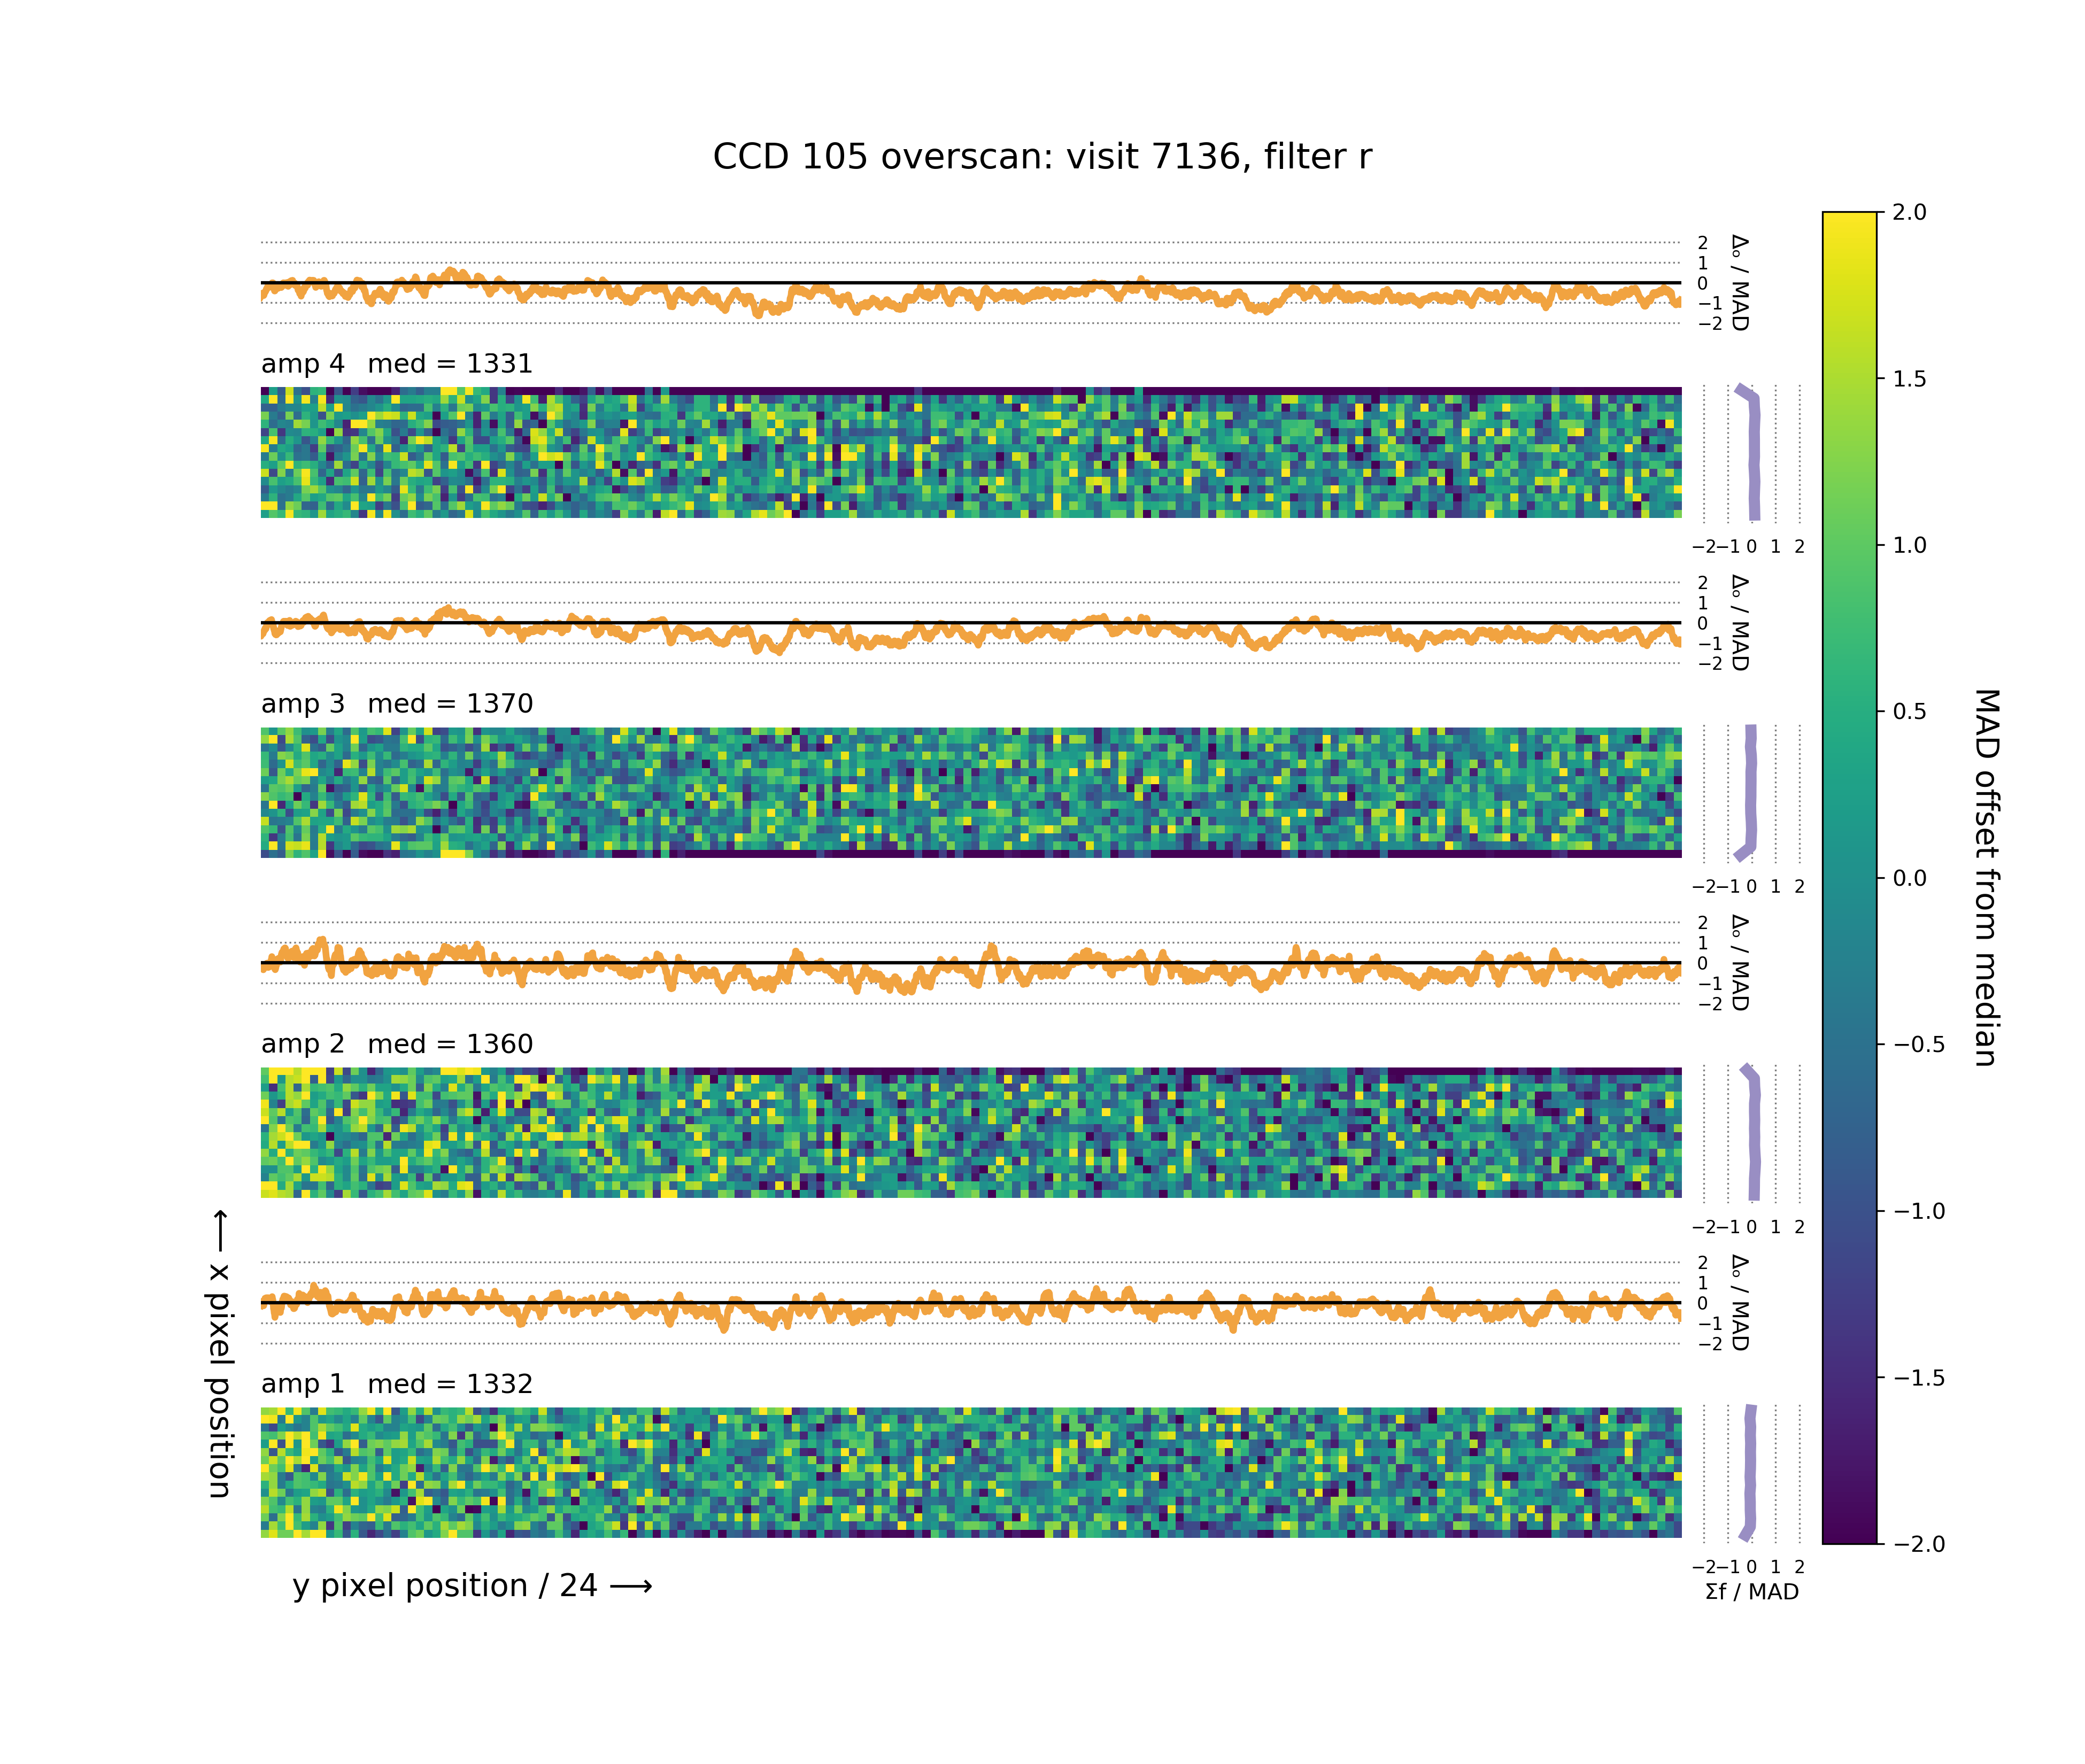 CCD 105 overscan: visit 7136, filter r
2
1
0
−1
−2
Δₒ / MAD
amp 4 med = 1331
−2 −1 0 1 2
2
1
0
−1
−2
Δₒ / MAD
amp 3 med = 1370
−2 −1 0 1 2
2
1
0
−1
−2
Δₒ / MAD
amp 2 med = 1360
−2 −1 0 1 2
2
1
0
−1
−2
Δₒ / MAD
amp 1 med = 1332
−2 −1 0 1 2
Σf / MAD
⟵ x pixel position
y pixel position / 24 ⟶
2.0
1.5
1.0
0.5
0.0
−0.5
−1.0
−1.5
−2.0
MAD offset from median